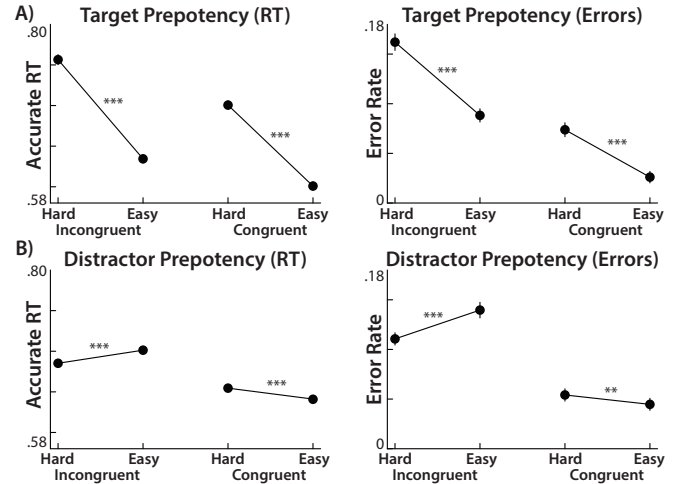 A) Target Prepotency (RT) Target Prepotency (Errors)
.80 .18
Accurate RT Error Rate
*** *** *** ***
.58 0
Hard Easy Hard Easy Hard Easy Hard Easy
Incongruent Congruent Incongruent Congruent
B) Distractor Prepotency (RT) Distractor Prepotency (Errors)
.80 .18
Accurate RT Error Rate
*** *** *** **
.58 0
Hard Easy Hard Easy Hard Easy Hard Easy
Incongruent Congruent Incongruent Congruent